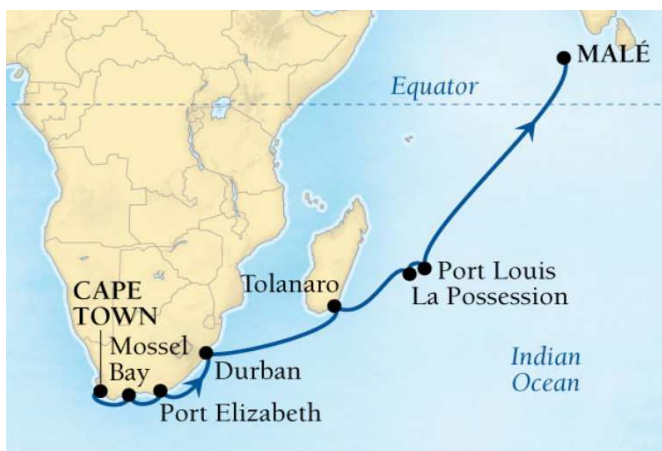 MALÉ
Equator
Port Louis
La Possession
Tolanaro
CAPE
TOWN
Mossel
Bay
Durban
Port Elizabeth
Indian
Ocean